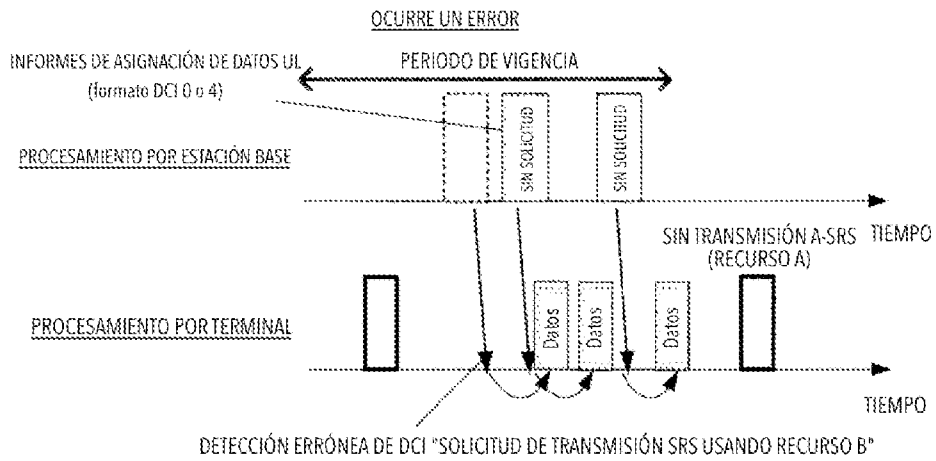 OCURRE UN ERROR
INFORMES DE ASIGNACIÓN DE DATOS UL
(formato DCI 0 o 4)
PERIODO DE VIGENCIA
PROCESAMIENTO POR ESTACIÓN BASE
SIN SOLICITUD
SIN SOLICITUD
TIEMPO
SIN TRANSMISIÓN A-SRS
(RECURSO A)
PROCESAMIENTO POR TERMINAL
Datos
Datos
Datos
TIEMPO
DETECCIÓN ERRÓNEA DE DCI "SOLICITUD DE TRANSMISIÓN SRS USANDO RECURSO B"